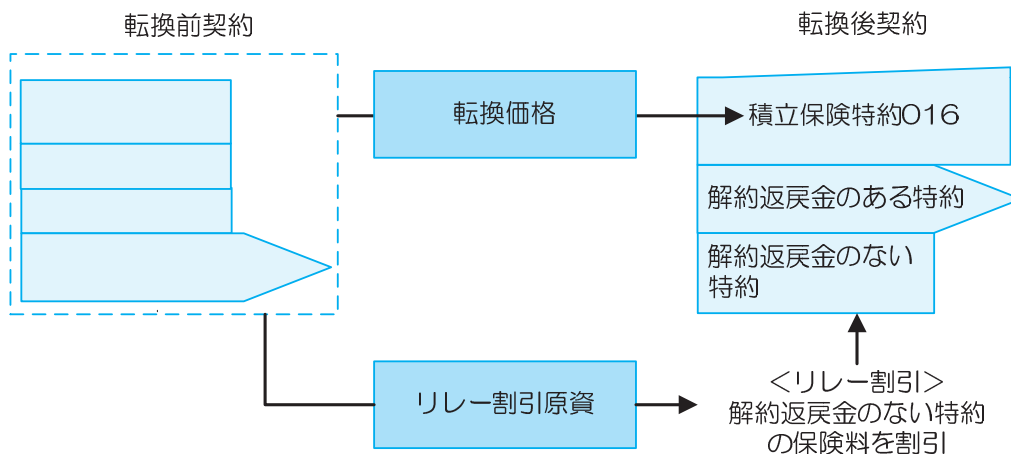 転換前契約
転換後契約
転換価格
積立保険特約016
解約返戻金のある特約
解約返戻金のない
特約
リレー割引原資
<リレー割引>
解約返戻金のない特約
の保険料を割引